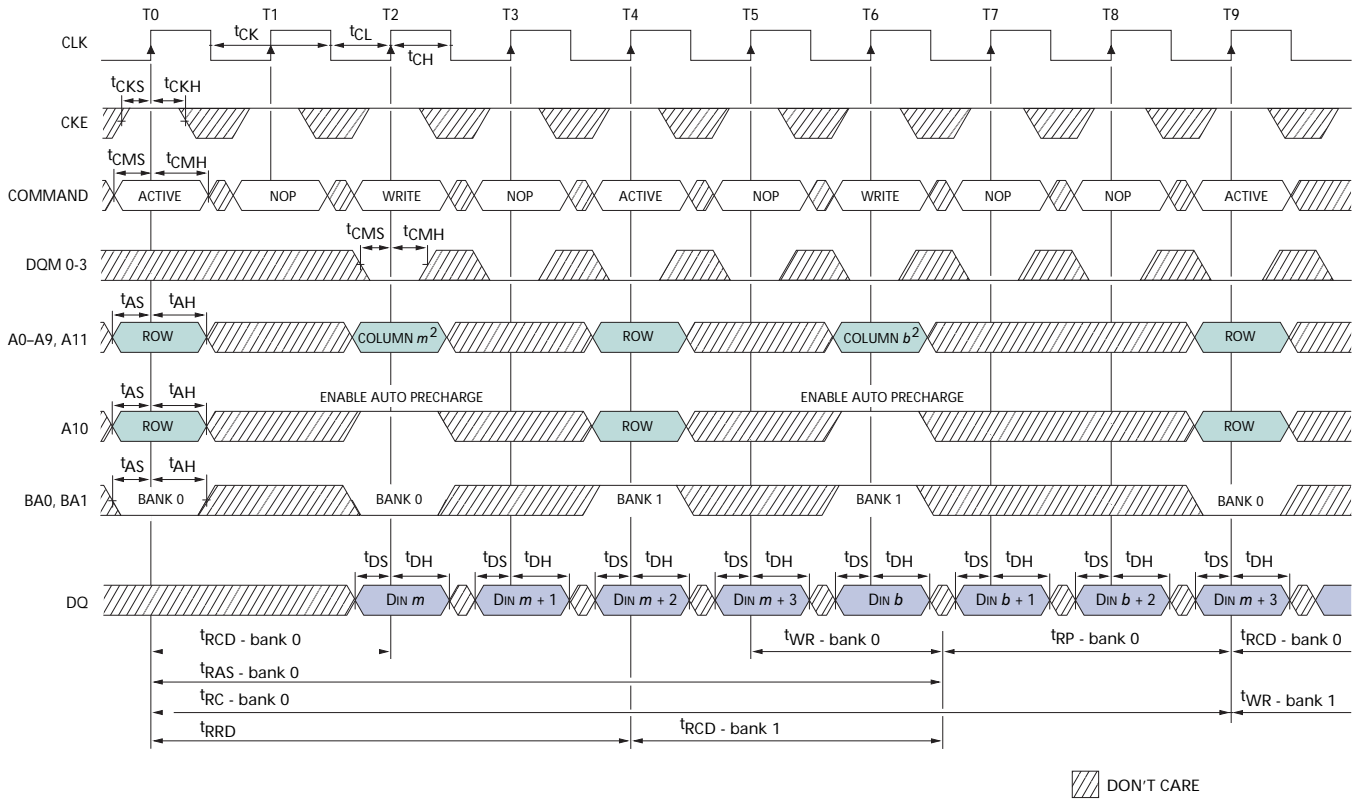 T0 T1 T2 T3 T4 T5 T6 T7 T8 T9
CLK tCK tCL tCH
tCKS tCKH
CKE
tCMS tCMH
COMMAND ACTIVE NOP WRITE NOP ACTIVE NOP WRITE NOP NOP ACTIVE
tCMS tCMH
DQM 0-3
tAS tAH
A0–A9, A11 ROW COLUMN m2 ROW COLUMN b2 ROW
tAS tAH ENABLE AUTO PRECHARGE ENABLE AUTO PRECHARGE
A10 ROW ROW ROW
tAS tAH
BA0, BA1 BANK 0 BANK 0 BANK 1 BANK 1 BANK 0
tDS tDH tDS tDH tDS tDH tDS tDH tDS tDH tDS tDH tDS tDH tDS tDH
DQ DIN m DIN m + 1 DIN m + 2 DIN m + 3 DIN b DIN b + 1 DIN b + 2 DIN m + 3
tRCD - bank 0 tWR - bank 0 tRP - bank 0 tRCD - bank 0
tRAS - bank 0
tRC - bank 0 tWR - bank 1
tRRD tRCD - bank 1
DON'T CARE